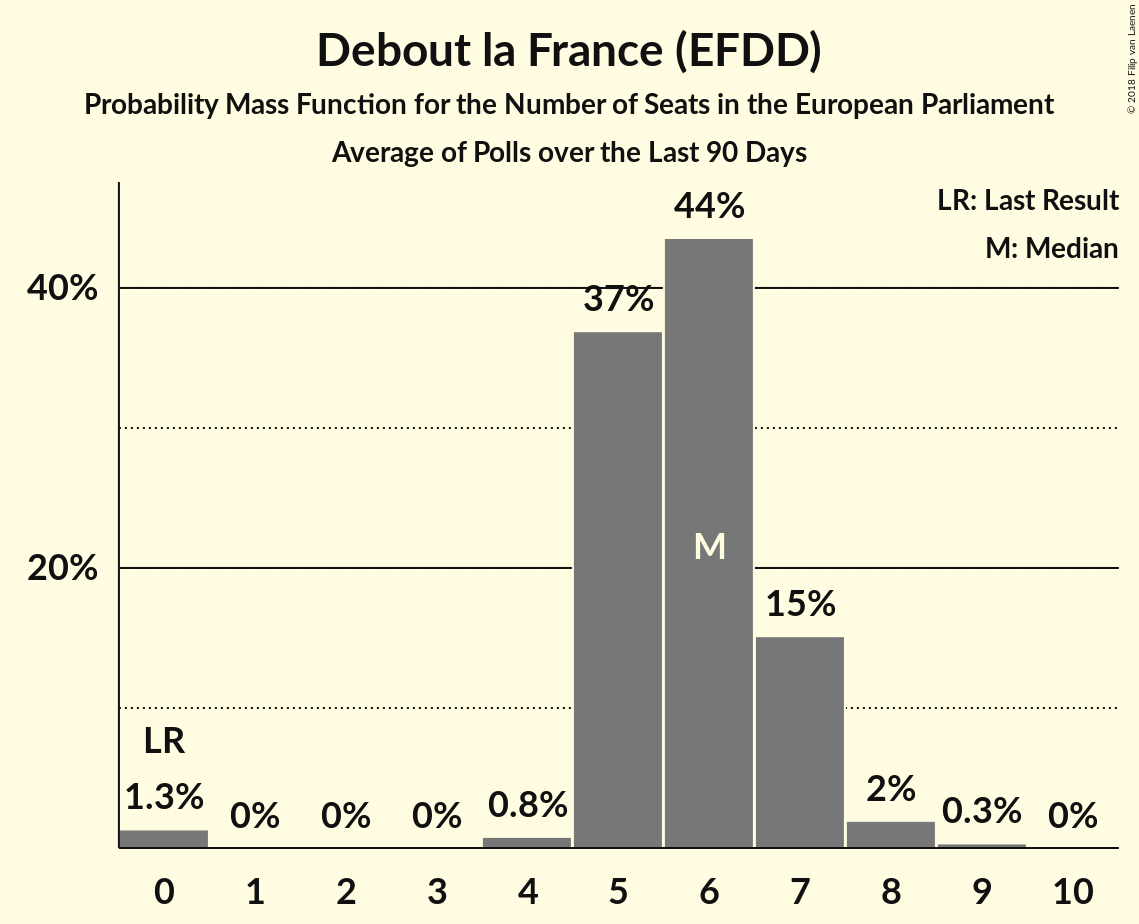 Debout la France (EFDD)
Probability Mass Function for the Number of Seats in the European Parliament
Average of Polls over the Last 90 Days
© 2018 Filip van Laenen
LR: Last Result
M: Median
40%
20%
LR
1.3%
0%
0%
0%
0.8%
37%
44%
M
15%
2%
0.3%
0%
0 1 2 3 4 5 6 7 8 9 10